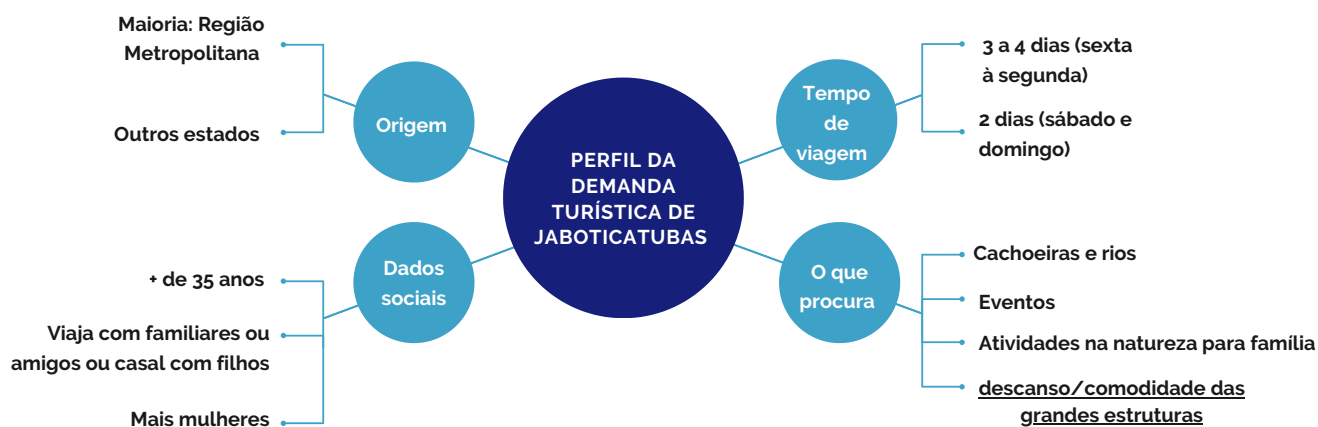 PERFIL DA
DEMANDA
TURÍSTICA DE
JABOTICATUBAS
Origem
Maioria: Região
Metropolitana
Outros estados
Dados
sociais
+ de 35 anos
Viaja com familiares ou
amigos ou casal com filhos
Mais mulheres
Tempo
de
viagem
3 a 4 dias (sexta
à segunda)
2 dias (sábado e
domingo)
O que
procura
Cachoeiras e rios
Eventos
Atividades na natureza para família
descanso/comodidade das
grandes estruturas